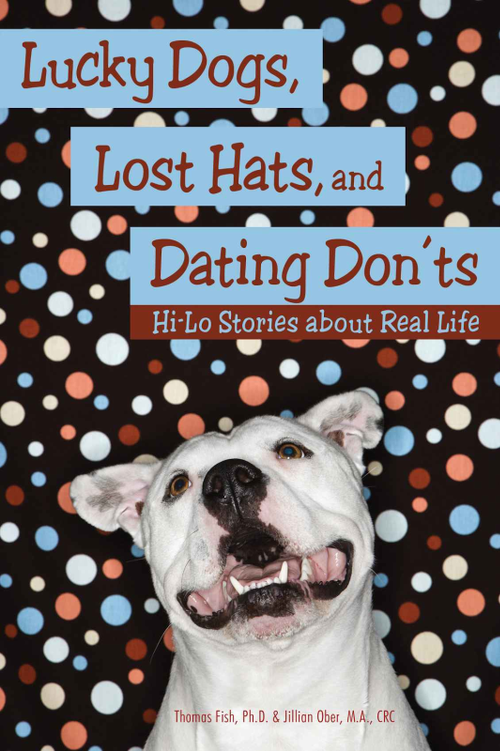 Lucky Dogs,
Lost Hats, and
Dating Don'ts
Hi-Lo Stories about Real Life
Thomas Fish, Ph.D. & Jillian Ober, M.A., CRC